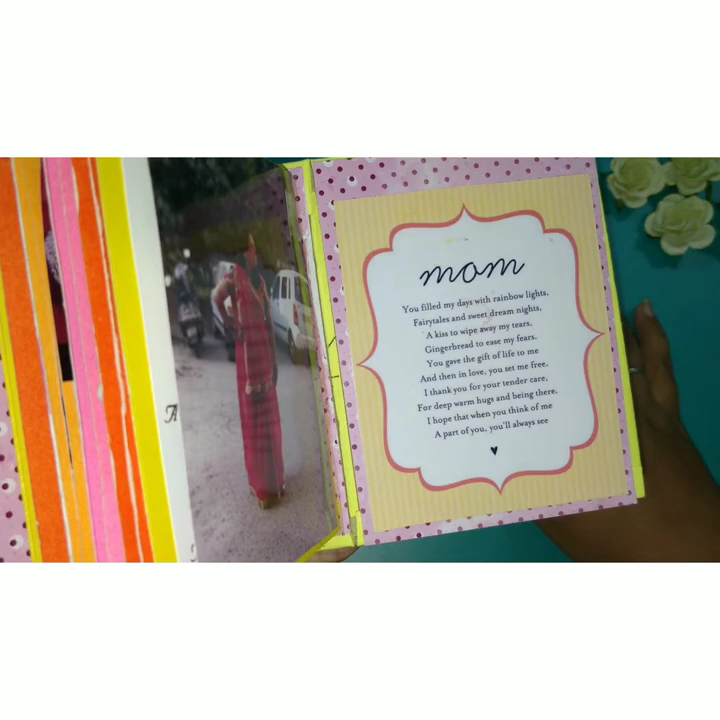 A
mom
You filled my days with rainbow lights,
Fairytales and sweet dream nights,
A kiss to wipe away my tears,
Gingerbread to ease my fears.
You gave the gift of life to me
And then in love, you set me free.
I thank you for your tender care,
For deep warm hugs and being there.
I hope that when you think of me
A part of you, you'll always see